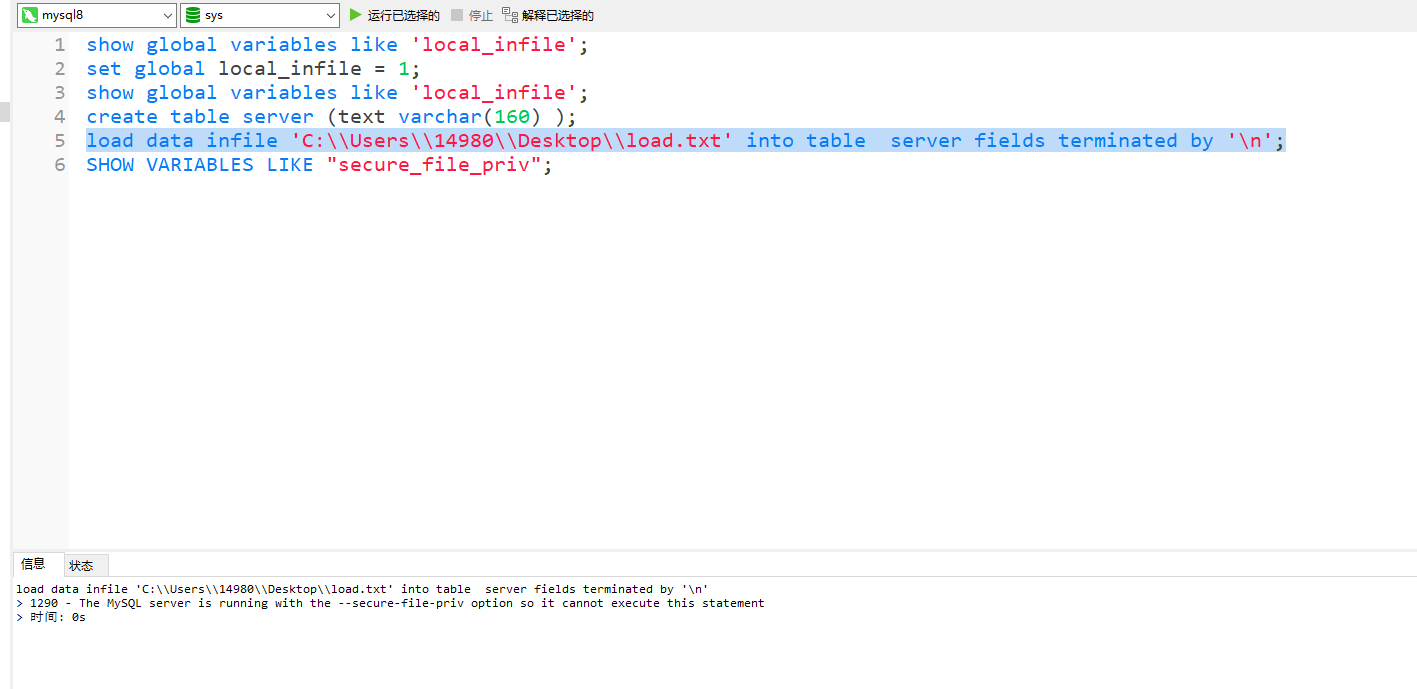 mysql8 sys 运行已选择的 停止 解释已选择的
1 show global variables like 'local_infile';
2 set global local_infile = 1;
3 show global variables like 'local_infile';
4 create table server (text varchar(160) );
5 load data infile 'C:\\Users\\14980\\Desktop\\load.txt' into table  server fields terminated by '\n';
6 SHOW VARIABLES LIKE "secure_file_priv";
信息 状态
load data infile 'C:\\Users\\14980\\Desktop\\load.txt' into table  server fields terminated by '\n'
> 1290 - The MySQL server is running with the --secure-file-priv option so it cannot execute this statement
> 时间: 0s